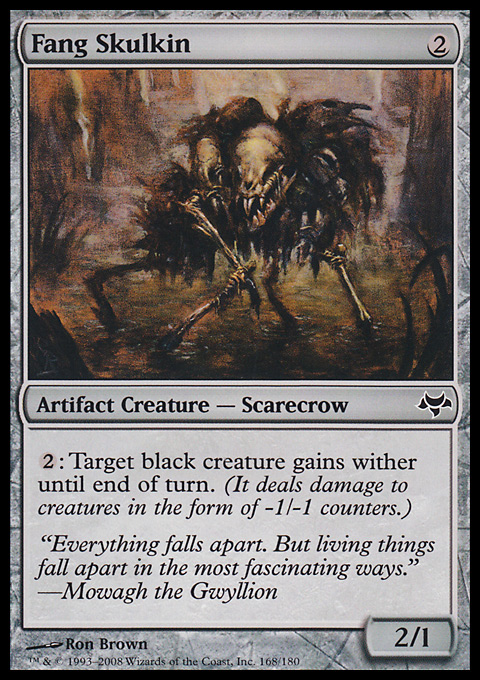 Fang Skulkin 2
Artifact Creature — Scarecrow
2: Target black creature gains wither
until end of turn. (It deals damage to
creatures in the form of -1/-1 counters.)
“Everything falls apart. But living things
fall apart in the most fascinating ways.”
—Mowagh the Gwyllion
Ron Brown
2/1
™ & © 1993–2008 Wizards of the Coast, Inc. 168/180